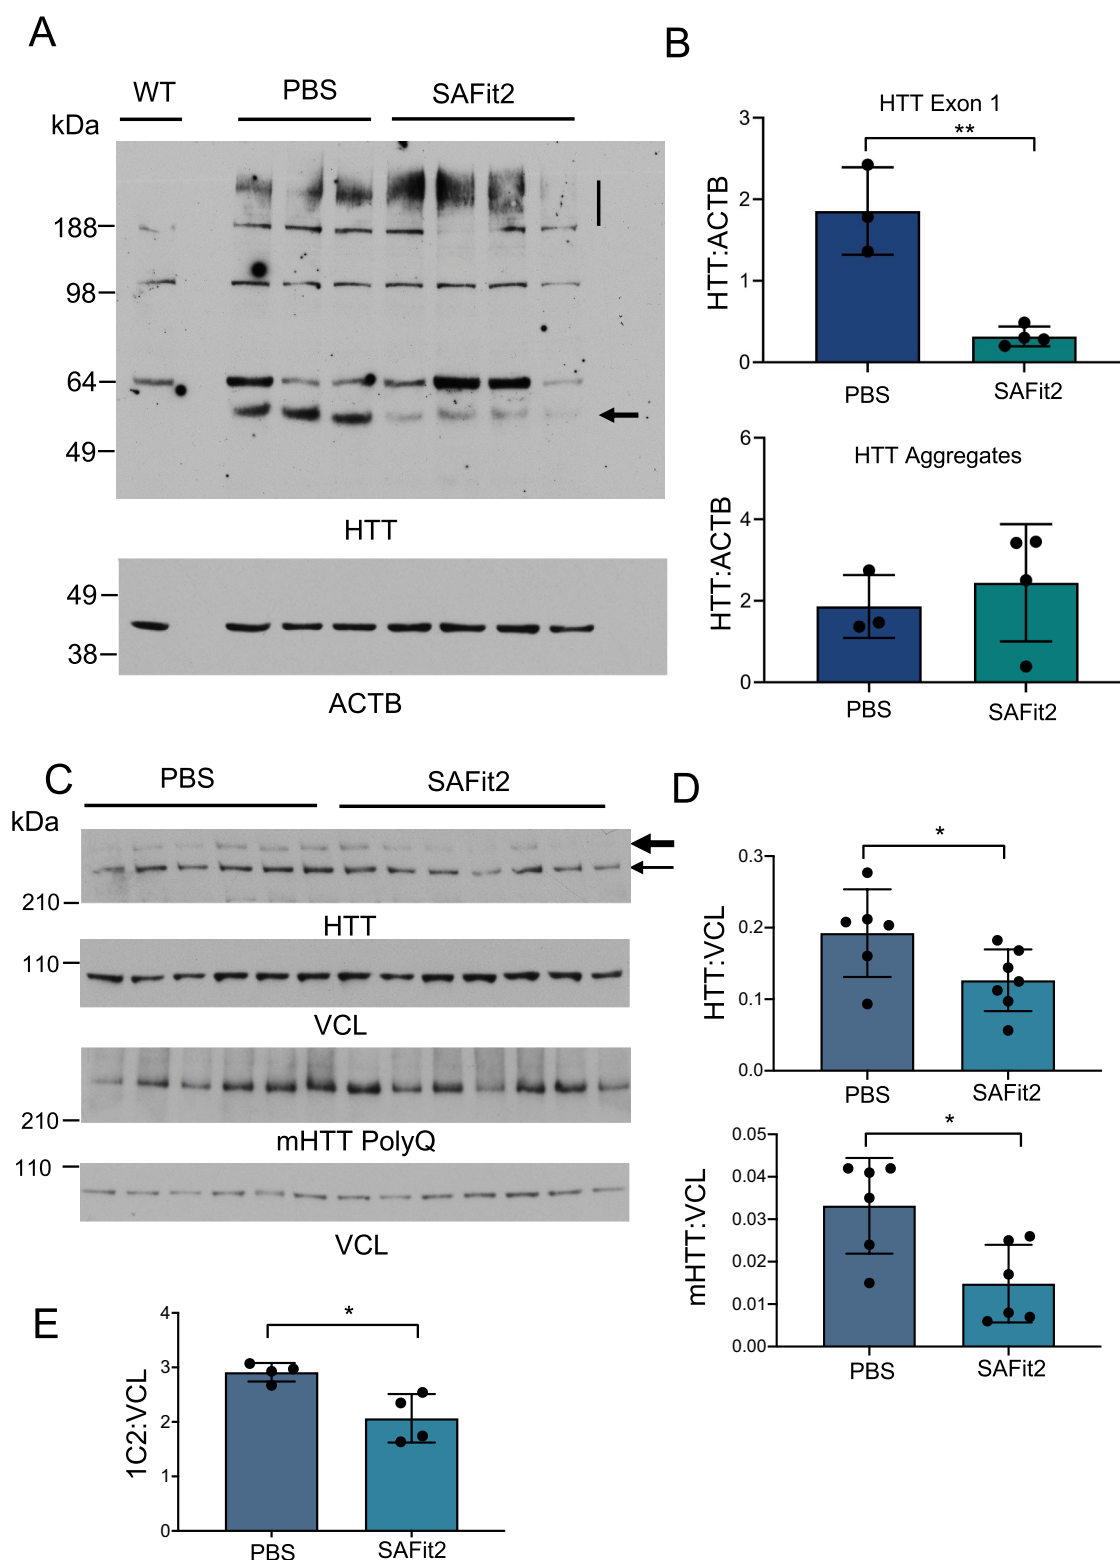 A
WT PBS SAFit2
kDa
188
98
64
49
HTT
49
38
ACTB
B
HTT Exon 1
**
3
2
1
0
HTT:ACTB
PBS SAFit2
HTT Aggregates
6
4
2
0
HTT:ACTB
PBS SAFit2
C
PBS SAFit2
kDa
210
HTT
110
VCL
210
mHTT PolyQ
110
VCL
D
*
0.3
0.2
0.1
0.0
HTT:VCL
PBS SAFit2
*
0.05
0.04
0.03
0.02
0.01
0.00
mHTT:VCL
PBS SAFit2
E
*
4
3
2
1
0
1C2:VCL
PBS SAFit2